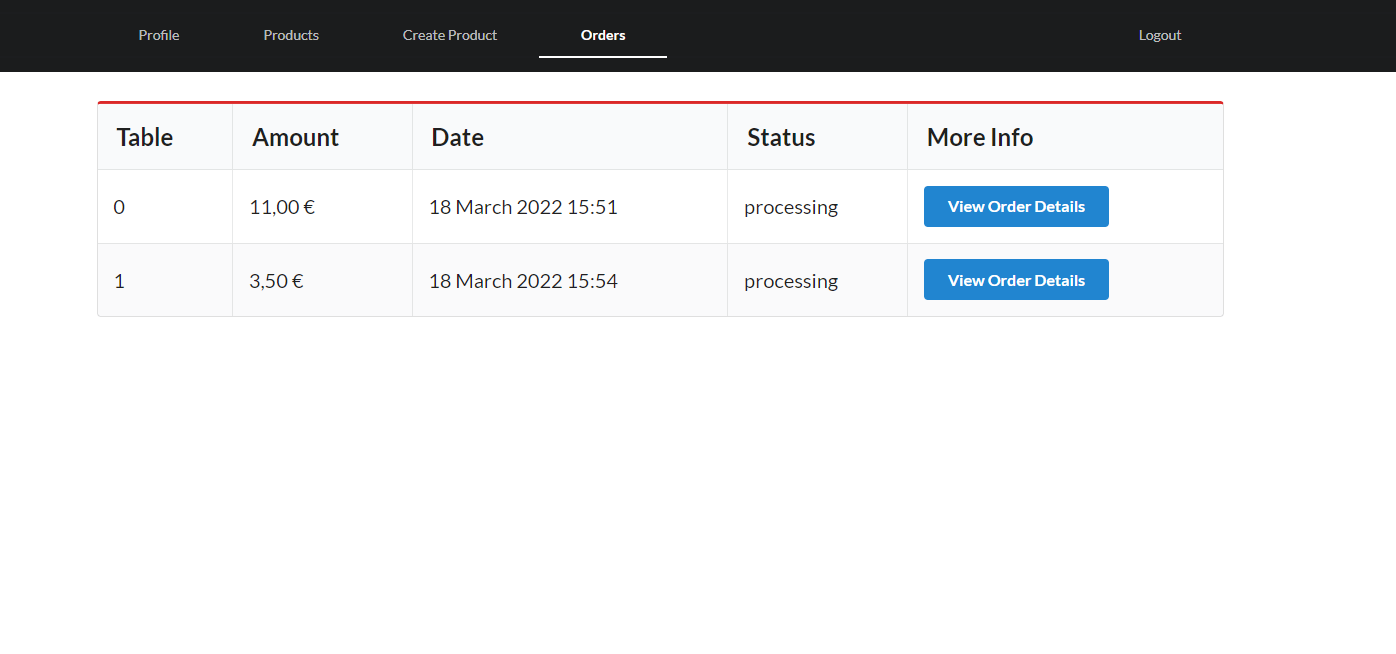 Profile Products Create Product Orders Logout
Table Amount Date Status More Info
0 11,00 € 18 March 2022 15:51 processing View Order Details
1 3,50 € 18 March 2022 15:54 processing View Order Details